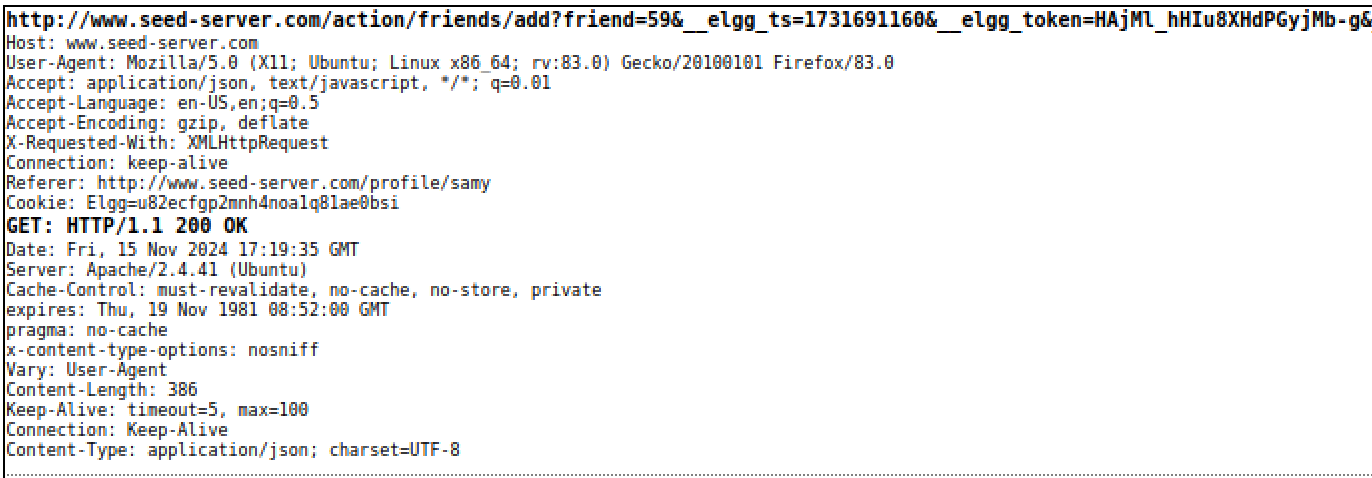 http://www.seed-server.com/action/friends/add?friend=59&__elgg_ts=1731691160&__elgg_token=HAjMl_hHIu8XHdPGyjMb-g&
Host: www.seed-server.com
User-Agent: Mozilla/5.0 (X11; Ubuntu; Linux x86_64; rv:83.0) Gecko/20100101 Firefox/83.0
Accept: application/json, text/javascript, */*; q=0.01
Accept-Language: en-US,en;q=0.5
Accept-Encoding: gzip, deflate
X-Requested-With: XMLHttpRequest
Connection: keep-alive
Referer: http://www.seed-server.com/profile/samy
Cookie: Elgg=u82ecfgp2mnh4noa1q81ae0bsi
GET: HTTP/1.1 200 OK
Date: Fri, 15 Nov 2024 17:19:35 GMT
Server: Apache/2.4.41 (Ubuntu)
Cache-Control: must-revalidate, no-cache, no-store, private
expires: Thu, 19 Nov 1981 08:52:00 GMT
pragma: no-cache
x-content-type-options: nosniff
Vary: User-Agent
Content-Length: 386
Keep-Alive: timeout=5, max=100
Connection: Keep-Alive
Content-Type: application/json; charset=UTF-8